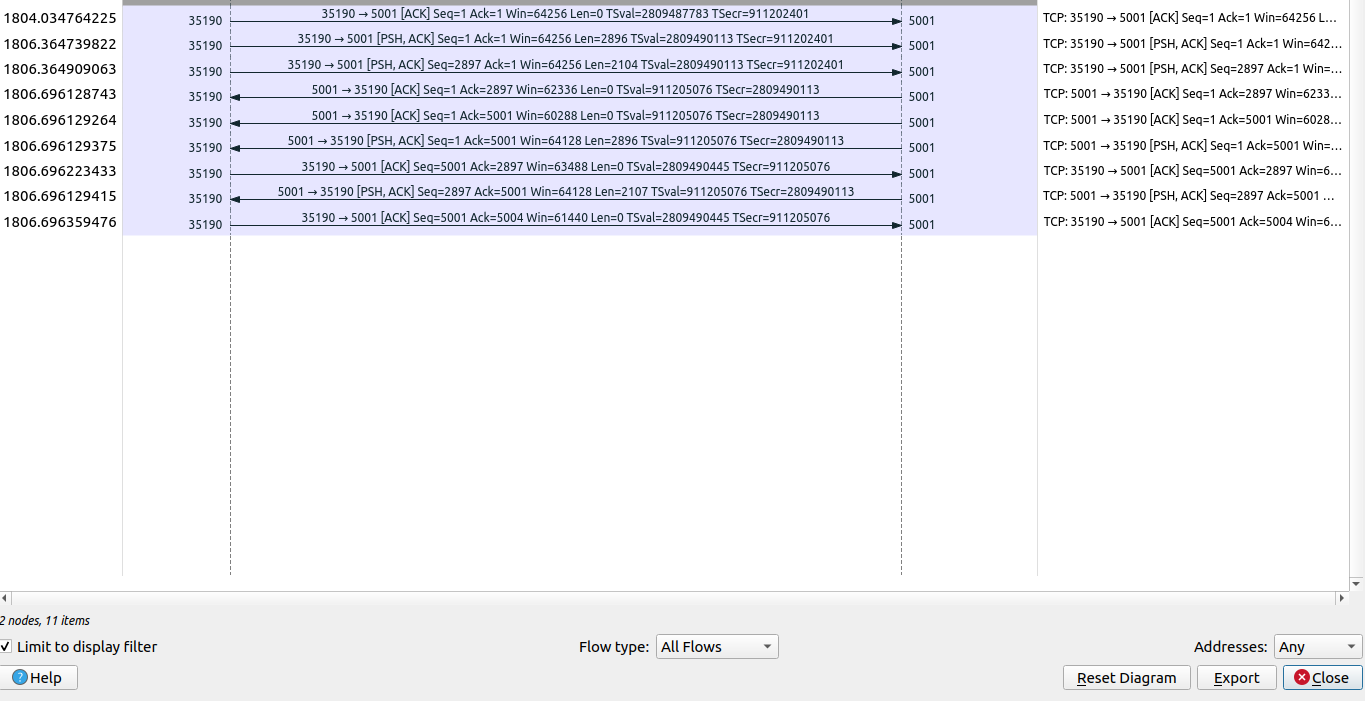 1804.034764225 35190 35190 → 5001 [ACK] Seq=1 Ack=1 Win=64256 Len=0 TSval=2809487783 TSecr=911202401 5001 TCP: 35190 → 5001 [ACK] Seq=1 Ack=1 Win=64256 L...
1806.364739822 35190 35190 → 5001 [PSH, ACK] Seq=1 Ack=1 Win=64256 Len=2896 TSval=2809490113 TSecr=911202401 5001 TCP: 35190 → 5001 [PSH, ACK] Seq=1 Ack=1 Win=642...
1806.364909063 35190 35190 → 5001 [PSH, ACK] Seq=2897 Ack=1 Win=64256 Len=2104 TSval=2809490113 TSecr=911202401 5001 TCP: 35190 → 5001 [PSH, ACK] Seq=2897 Ack=1 Win=...
1806.696128743 35190 5001 → 35190 [ACK] Seq=1 Ack=2897 Win=62336 Len=0 TSval=911205076 TSecr=2809490113 5001 TCP: 5001 → 35190 [ACK] Seq=1 Ack=2897 Win=6233...
1806.696129264 35190 5001 → 35190 [ACK] Seq=1 Ack=5001 Win=60288 Len=0 TSval=911205076 TSecr=2809490113 5001 TCP: 5001 → 35190 [ACK] Seq=1 Ack=5001 Win=6028...
1806.696129375 35190 5001 → 35190 [PSH, ACK] Seq=1 Ack=5001 Win=64128 Len=2896 TSval=911205076 TSecr=2809490113 5001 TCP: 5001 → 35190 [PSH, ACK] Seq=1 Ack=5001 Win=...
1806.696223433 35190 35190 → 5001 [ACK] Seq=5001 Ack=2897 Win=63488 Len=0 TSval=2809490445 TSecr=911205076 5001 TCP: 35190 → 5001 [ACK] Seq=5001 Ack=2897 Win=6...
1806.696129415 35190 5001 → 35190 [PSH, ACK] Seq=2897 Ack=5001 Win=64128 Len=2107 TSval=911205076 TSecr=2809490113 5001 TCP: 5001 → 35190 [PSH, ACK] Seq=2897 Ack=5001 ...
1806.696359476 35190 35190 → 5001 [ACK] Seq=5001 Ack=5004 Win=61440 Len=0 TSval=2809490445 TSecr=911205076 5001 TCP: 35190 → 5001 [ACK] Seq=5001 Ack=5004 Win=6...
2 nodes, 11 items
Limit to display filter Flow type: All Flows Addresses: Any
Help Reset Diagram Export Close